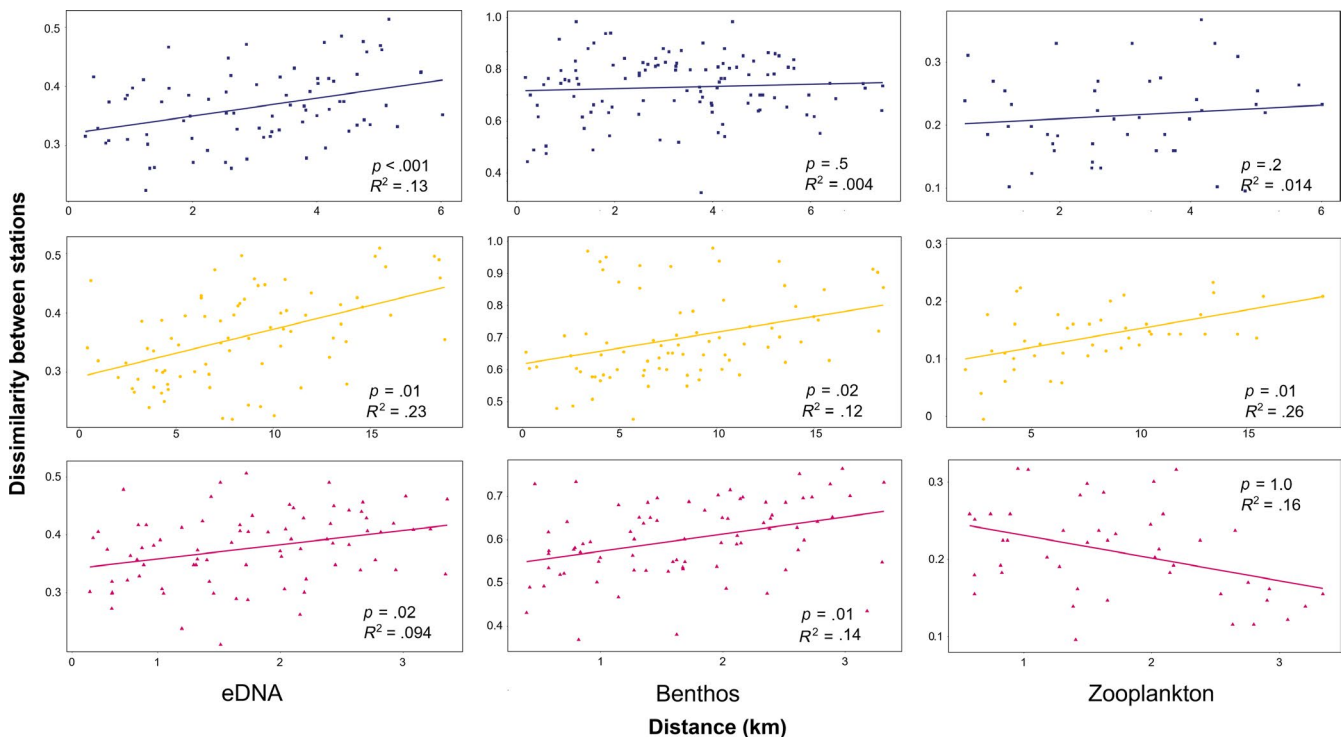 0.5
0.4
0.3
p < .001
R² = .13
0
2
4
6
1.0
0.8
0.6
0.4
p = .5
R² = .004
0
2
4
6
0.3
0.2
0.1
p = .2
R² = .014
2
4
6
0.5
0.4
0.3
p = .01
R² = .23
0
5
10
15
1.0
0.9
0.8
0.7
0.6
0.5
p = .02
R² = .12
0
5
10
15
0.3
0.2
0.1
0
p = .01
R² = .26
5
10
15
0.5
0.4
0.3
p = .02
R² = .094
0
1
2
3
0.7
0.6
0.5
0.4
p = .01
R² = .14
1
2
3
0.3
0.2
0.1
p = 1.0
R² = .16
1
2
3
Dissimilarity between stations
eDNA
Benthos
Zooplankton
Distance (km)